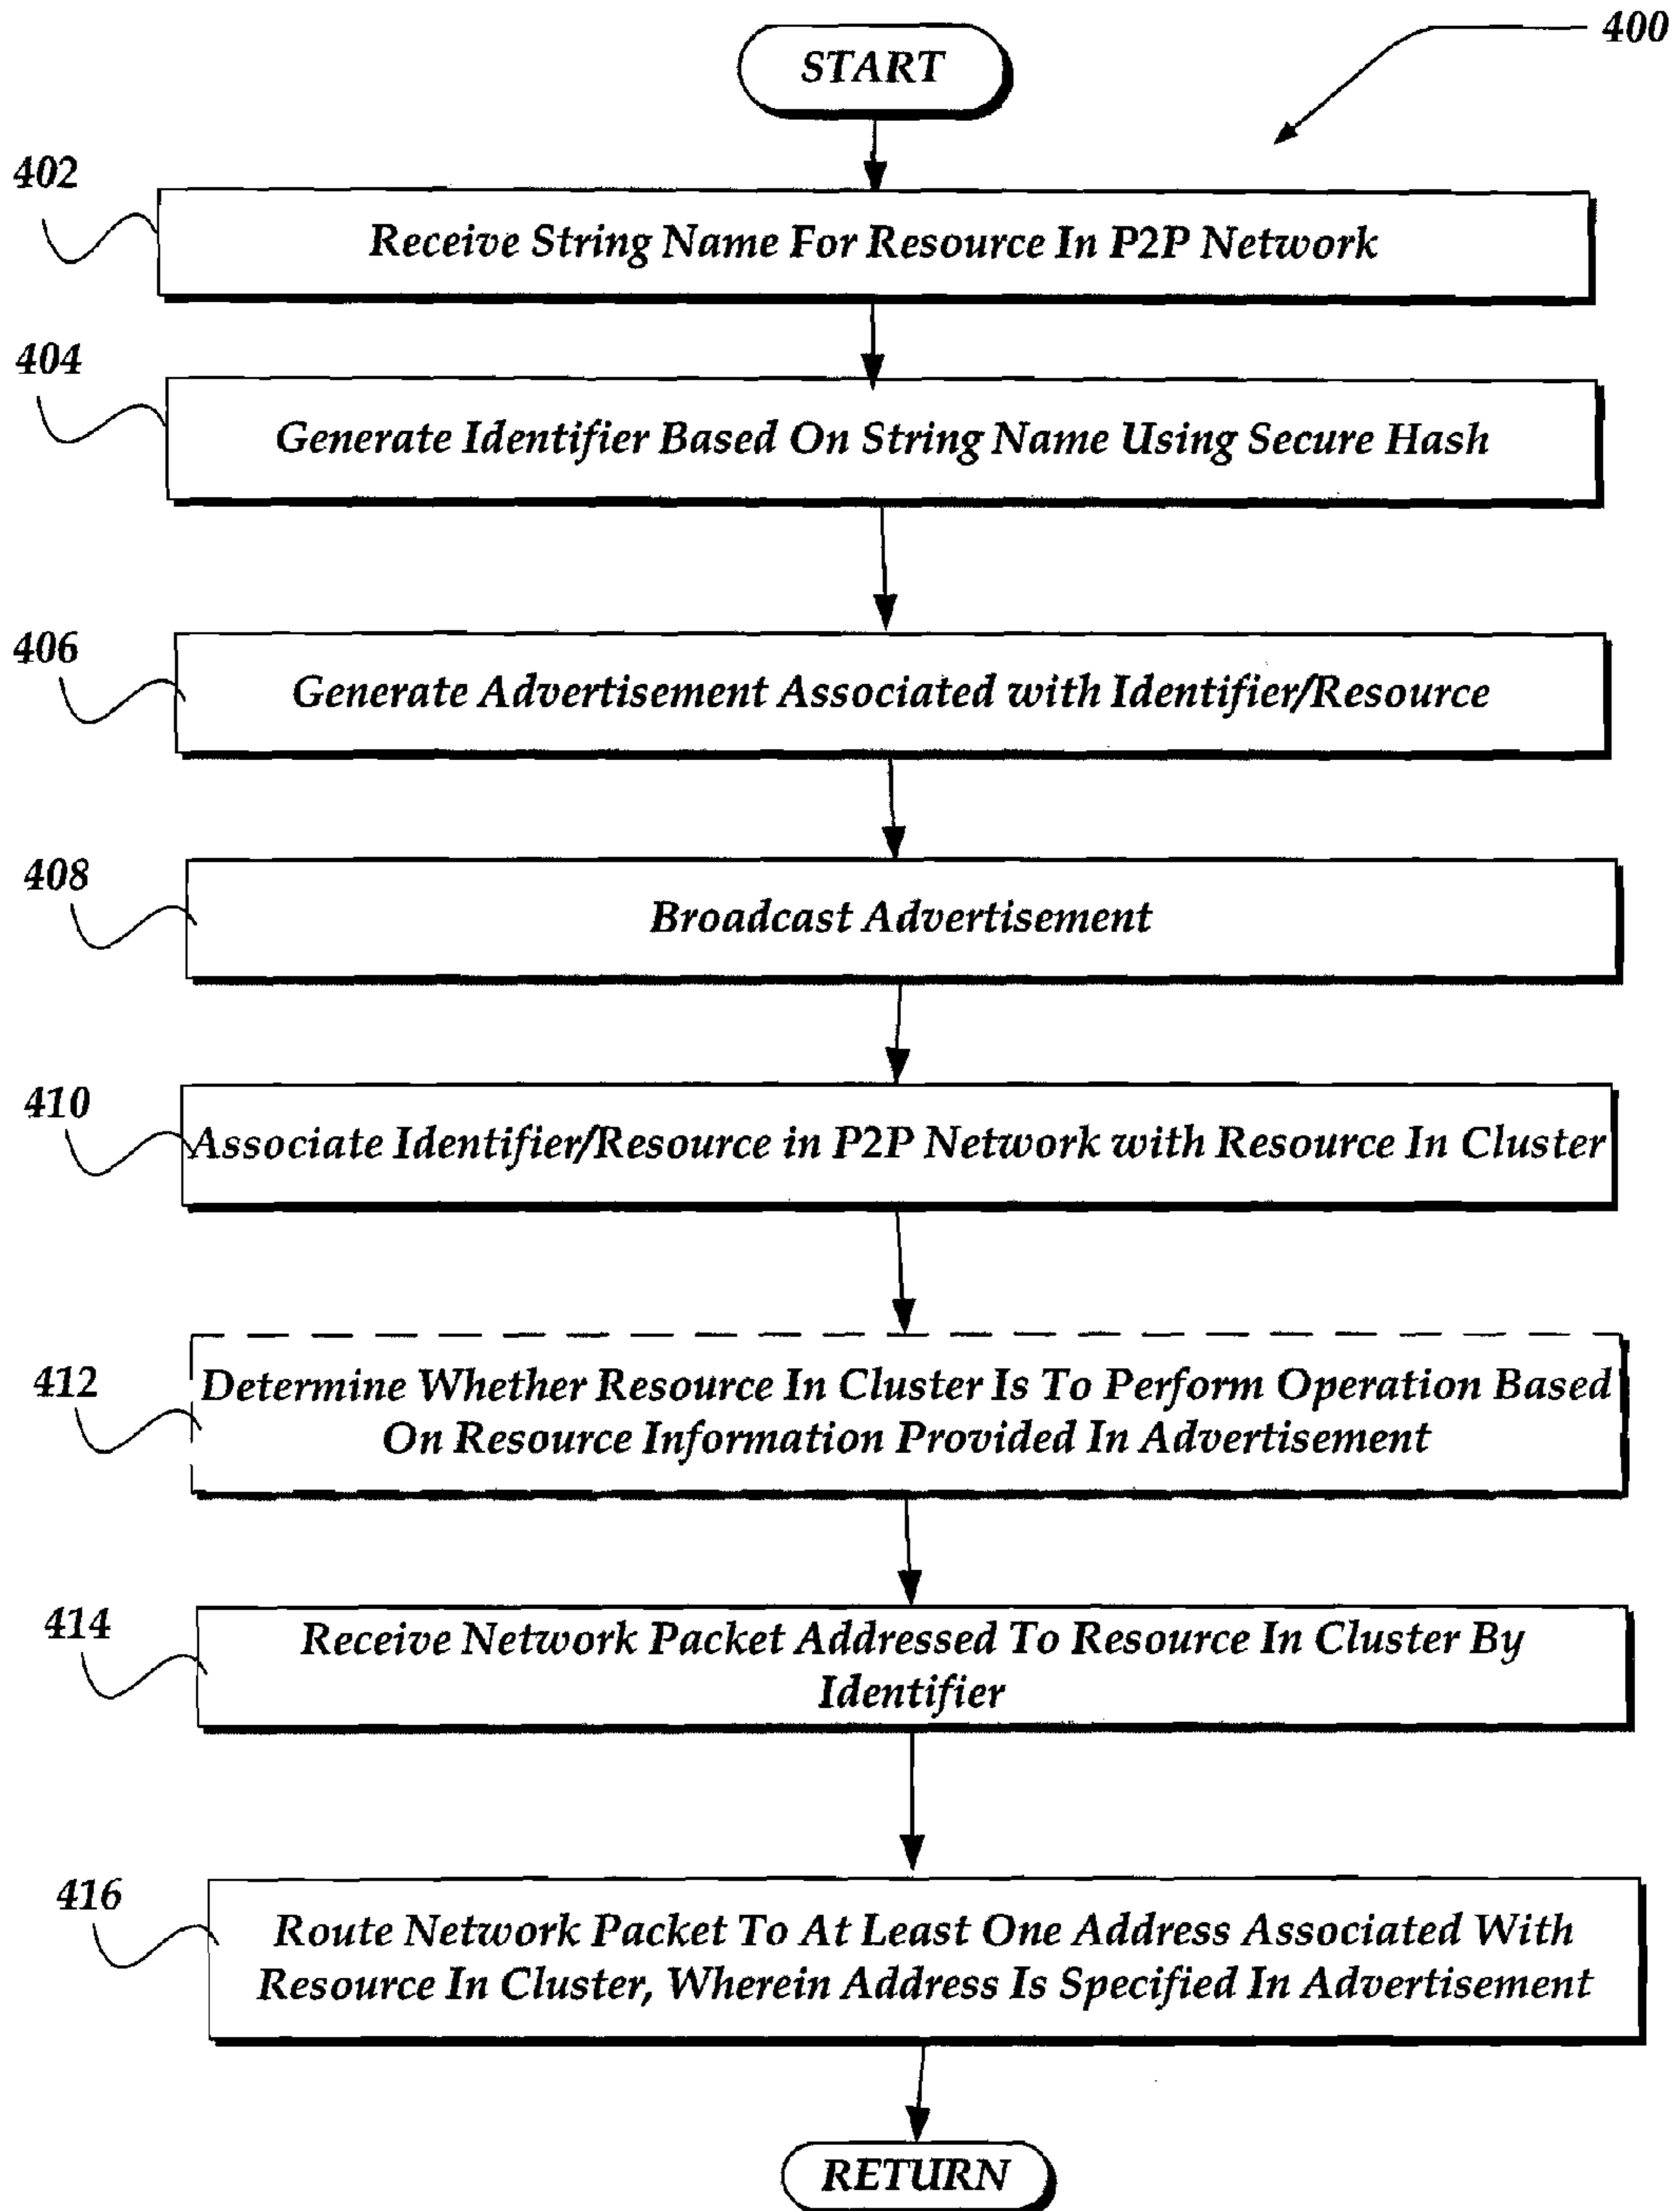 START
400
402
Receive String Name For Resource In P2P Network
404
Generate Identifier Based On String Name Using Secure Hash
406
Generate Advertisement Associated with Identifier/Resource
408
Broadcast Advertisement
410
Associate Identifier/Resource in P2P Network with Resource In Cluster
412
Determine Whether Resource In Cluster Is To Perform Operation Based
On Resource Information Provided In Advertisement
414
Receive Network Packet Addressed To Resource In Cluster By
Identifier
416
Route Network Packet To At Least One Address Associated With
Resource In Cluster, Wherein Address Is Specified In Advertisement
RETURN